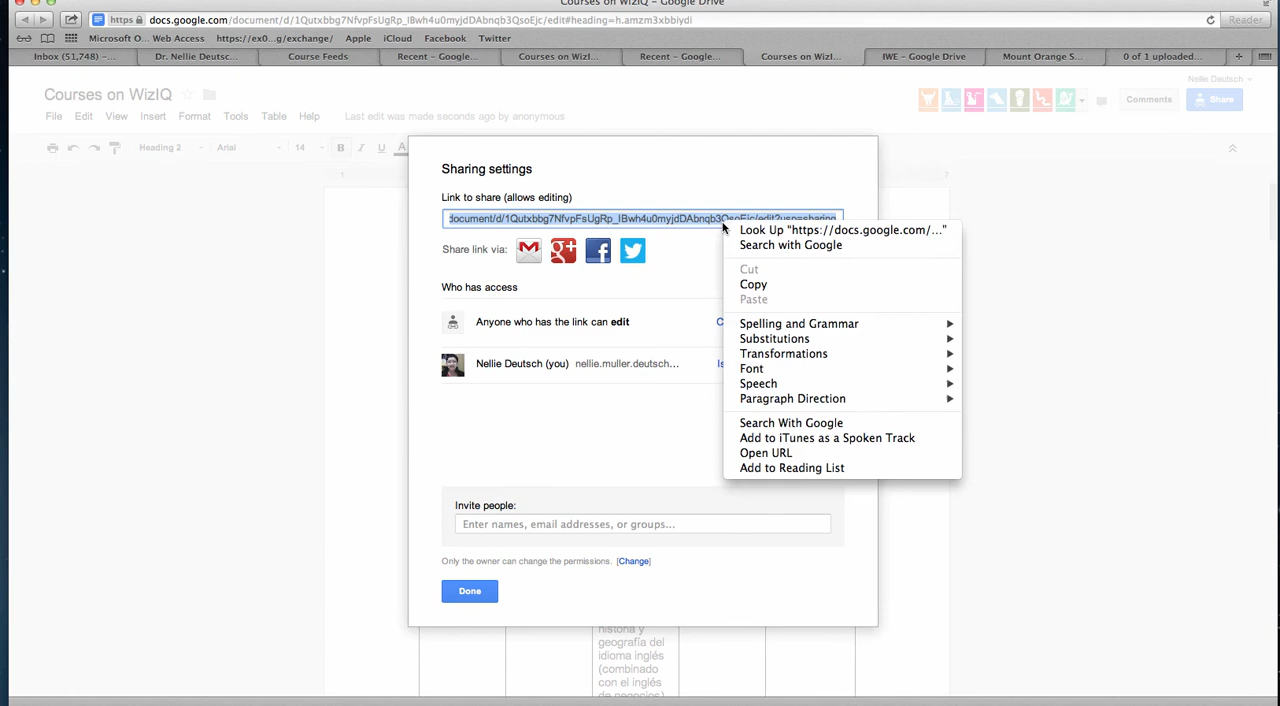 Courses on WizIQ – Google Drive
https docs.google.com/document/d/1Qutxbbg7NfvpFsUgRp_IBwh4u0myjdDAbnqb3QsoEjc/edit#heading=h.amzm3xbbiydi
Reader
Microsoft O... Web Access https://ex0...g/exchange/ Apple iCloud Facebook Twitter
Inbox (51,748) –... Dr. Nellie Deutsc... Course Feeds Recent – Google... Courses on WizI... Recent – Google... Courses on WizI... IWE – Google Drive Mount Orange S... 0 of 1 uploaded... +
Nellie Deutsch
Courses on WizIQ
Comments Share
File Edit View Insert Format Tools Table Help Last edit was made seconds ago by anonymous
Heading 2 Arial 14 B I U A
1 7
Sharing settings
Link to share (allows editing)
document/d/1Qutxbbg7NfvpFsUgRp_IBwh4u0myjdDAbnqb3QsoEjc/edit?usp=sharing
Share link via:
Who has access
Anyone who has the link can edit C
Nellie Deutsch (you) nellie.muller.deutsch... Is
Look Up "https://docs.google.com/..."
Search with Google
Cut
Copy
Paste
Spelling and Grammar
Substitutions
Transformations
Font
Speech
Paragraph Direction
Search With Google
Add to iTunes as a Spoken Track
Open URL
Add to Reading List
Invite people:
Enter names, email addresses, or groups...
Only the owner can change the permissions. [Change]
Done
historia y
geografía del
idioma inglés
(combinado
con el inglés
de negocios)